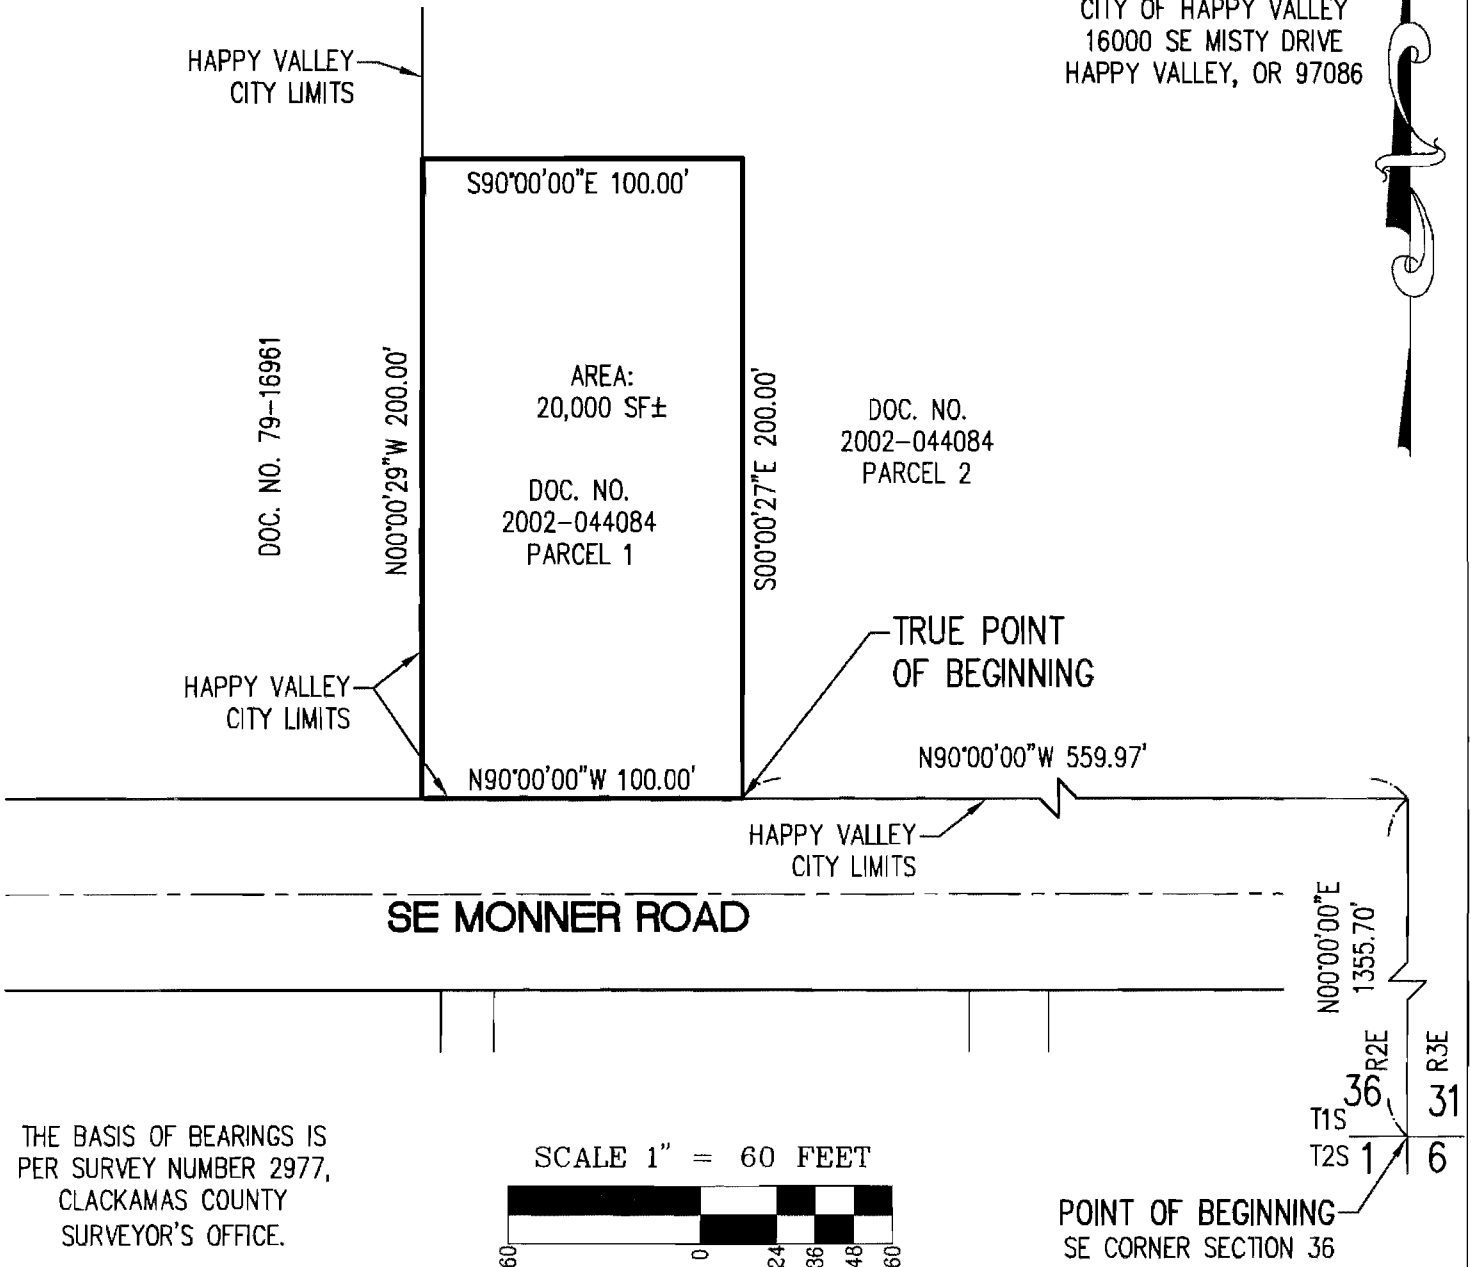 CITY OF HAPPY VALLEY
16000 SE MISTY DRIVE
HAPPY VALLEY, OR 97086
HAPPY VALLEY
CITY LIMITS
S90°00'00"E 100.00'
DOC. NO. 79-16961
N00°00'29"W 200.00'
AREA:
20,000 SF±
DOC. NO.
2002-044084
PARCEL 1
S00°00'27"E 200.00'
DOC. NO.
2002-044084
PARCEL 2
TRUE POINT
OF BEGINNING
HAPPY VALLEY
CITY LIMITS
N90°00'00"W 100.00'
N90°00'00"W 559.97'
HAPPY VALLEY
CITY LIMITS
SE MONNER ROAD
N00°00'00"E
1355.70'
R2E
R3E
36
31
T1S
T2S
1
6
THE BASIS OF BEARINGS IS
PER SURVEY NUMBER 2977,
CLACKAMAS COUNTY
SURVEYOR'S OFFICE.
SCALE 1" = 60 FEET
60 0 24 36 48 60
POINT OF BEGINNING
SE CORNER SECTION 36